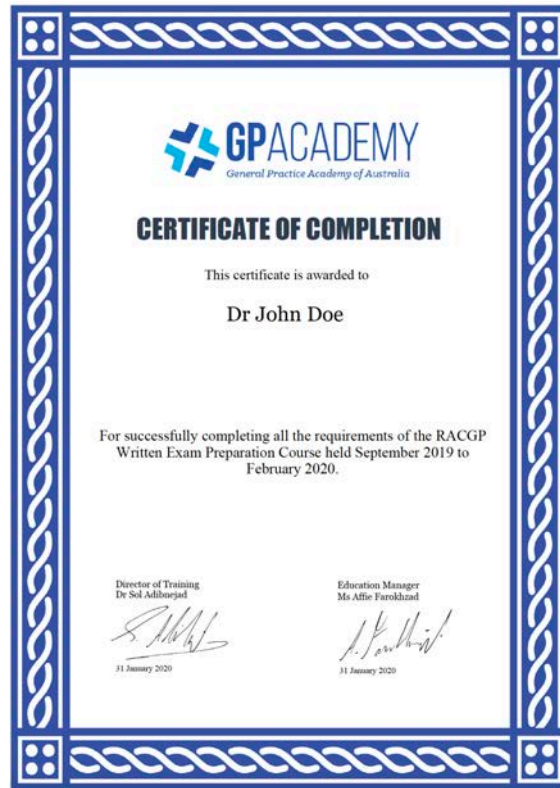 GPACADEMY
General Practice Academy of Australia
CERTIFICATE OF COMPLETION
This certificate is awarded to
Dr John Doe
For successfully completing all the requirements of the RACGP
Written Exam Preparation Course held September 2019 to
February 2020.
Director of Training
Dr Sol Adibnejad
31 January 2020
Education Manager
Ms Affie Farokhzad
31 January 2020